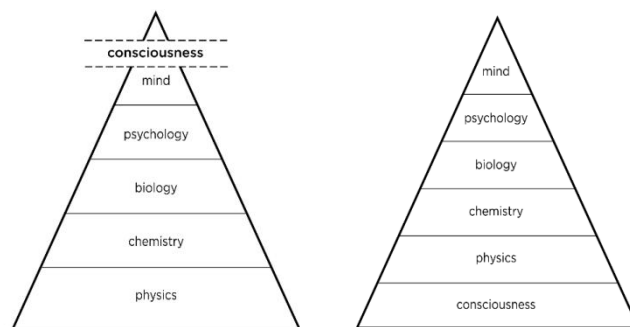 consciousness
mind
psychology
biology
chemistry
physics
mind
psychology
biology
chemistry
physics
consciousness